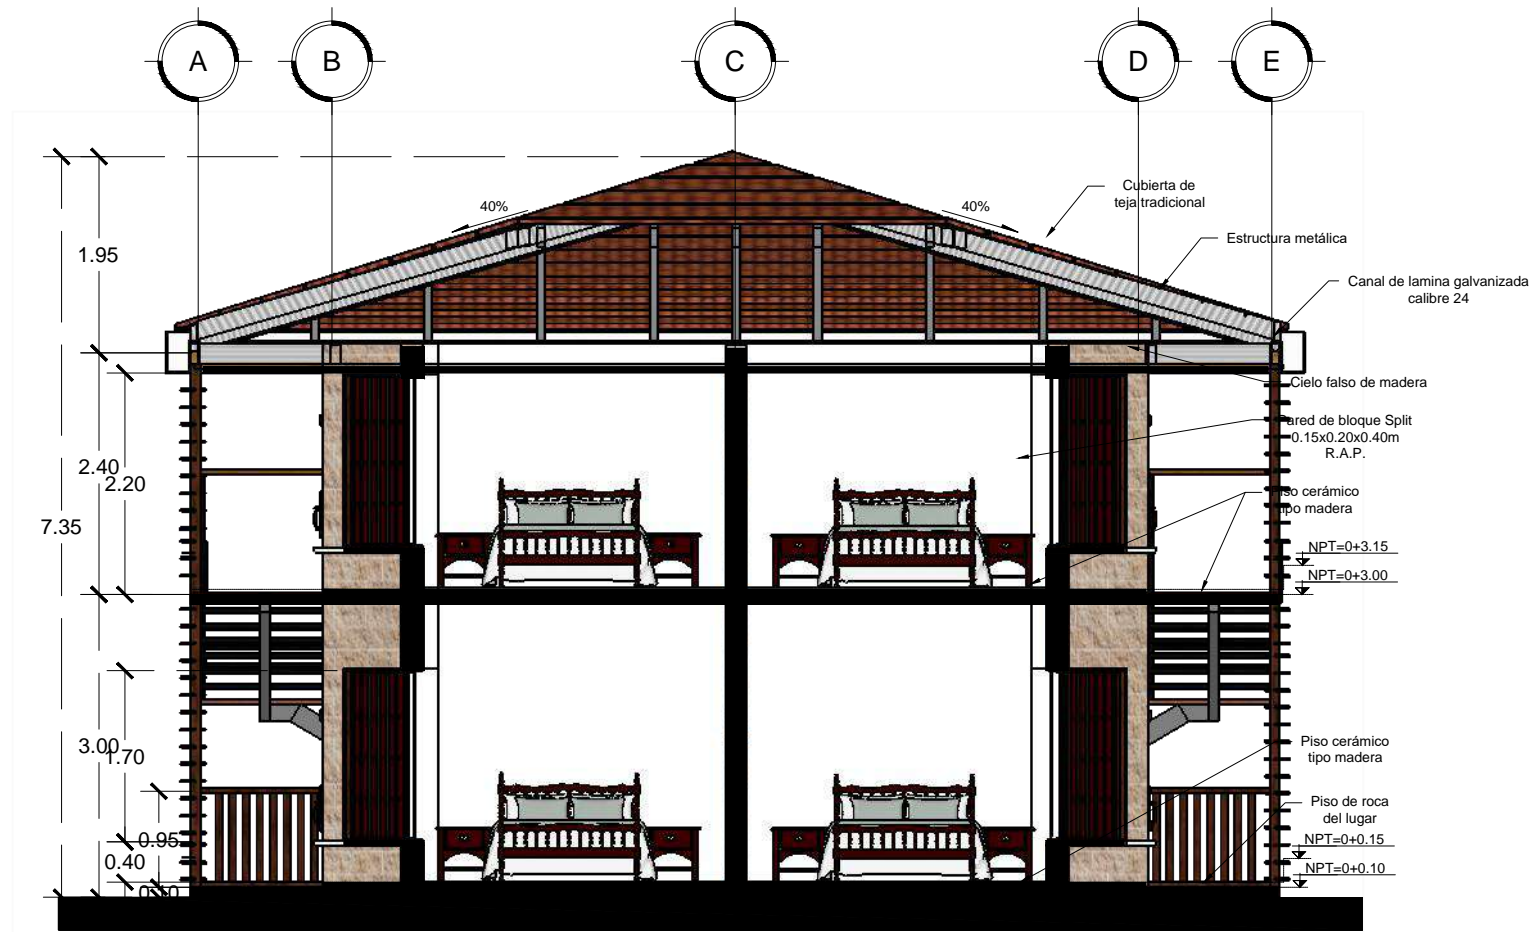 A
B
C
D
E
40%
40%
Cubierta de
teja tradicional
Estructura metálica
Canal de lamina galvanizada
calibre 24
Cielo falso de madera
Pared de bloque Split
0.15x0.20x0.40m
R.A.P.
Piso cerámico
tipo madera
NPT=0+3.15
NPT=0+3.00
Piso cerámico
tipo madera
Piso de roca
del lugar
NPT=0+0.15
NPT=0+0.10
1.95
2.40
2.20
7.35
3.00
1.70
0.95
0.40